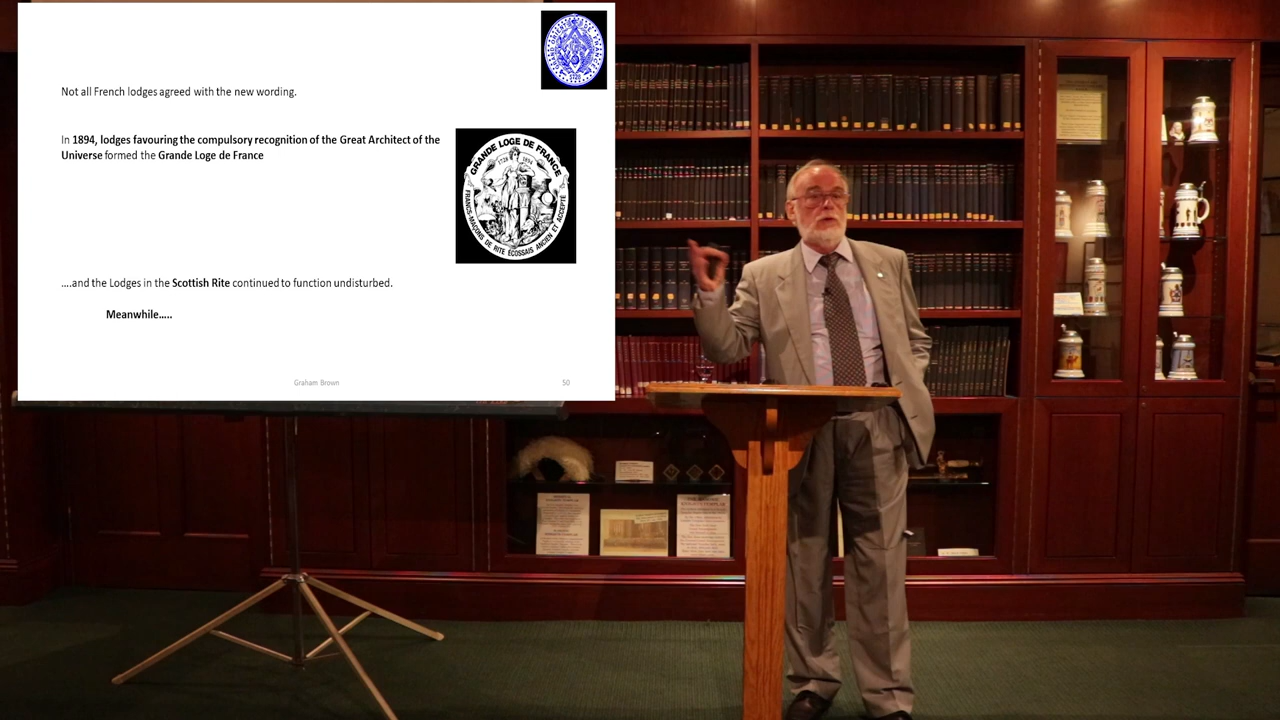 Not all French lodges agreed with the new wording.
In 1894, lodges favouring the compulsory recognition of the Great Architect of the
Universe formed the Grande Loge de France
GRANDE LOGE DE FRANCE
1728 1894
FRANCS-MAÇONS DE RITE ÉCOSSAIS ANCIEN ET ACCEPTÉ
....and the Lodges in the Scottish Rite continued to function undisturbed.
Meanwhile.....
Graham Brown
50